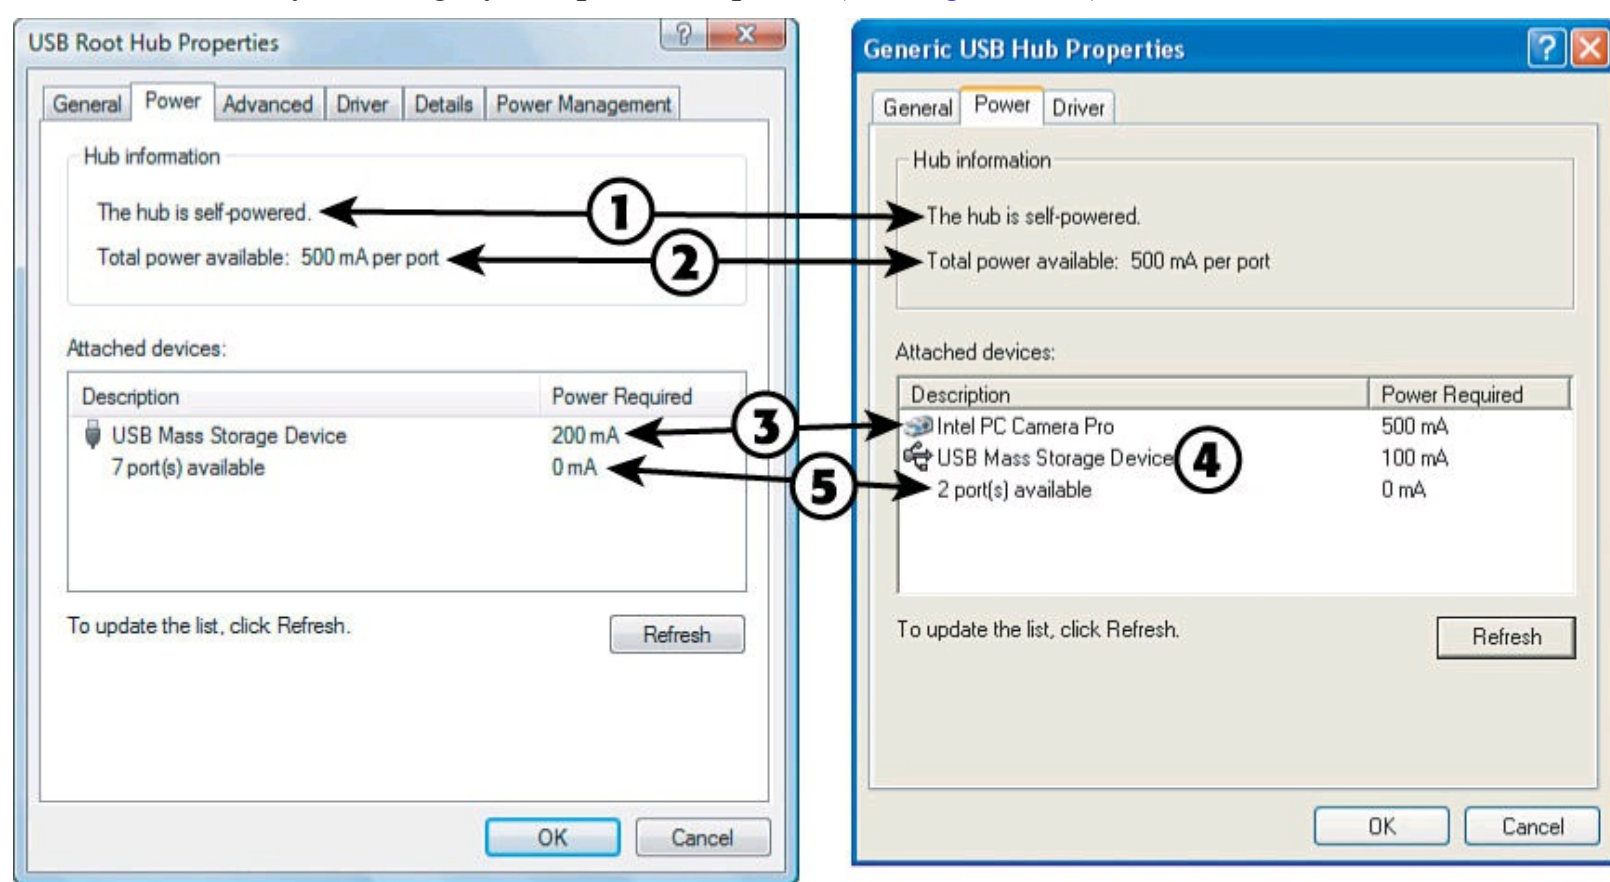 USB Root Hub Properties
General Power Advanced Driver Details Power Management
Hub information
The hub is self-powered.
Total power available: 500 mA per port
Attached devices:
Description Power Required
USB Mass Storage Device 200 mA
7 port(s) available 0 mA
To update the list, click Refresh.
Refresh
OK Cancel
1
2
3
4
5
Generic USB Hub Properties
General Power Driver
Hub information
The hub is self-powered.
Total power available: 500 mA per port
Attached devices:
Description Power Required
Intel PC Camera Pro 500 mA
USB Mass Storage Device 100 mA
2 port(s) available 0 mA
To update the list, click Refresh.
Refresh
OK Cancel